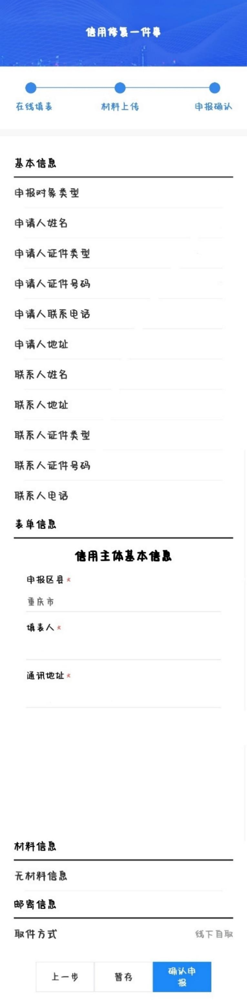 信用修复一件事
在线填表 材料上传 申报确认
基本信息
申报对象类型
申请人姓名
申请人证件类型
申请人证件号码
申请人联系电话
申请人地址
联系人姓名
联系人地址
联系人证件类型
联系人证件号码
联系人电话
表单信息
信用主体基本信息
申报区县*
重庆市
填表人*
通讯地址*
材料信息
无材料信息
邮寄信息
取件方式 线下自取
上一步 暂存 确认申
报